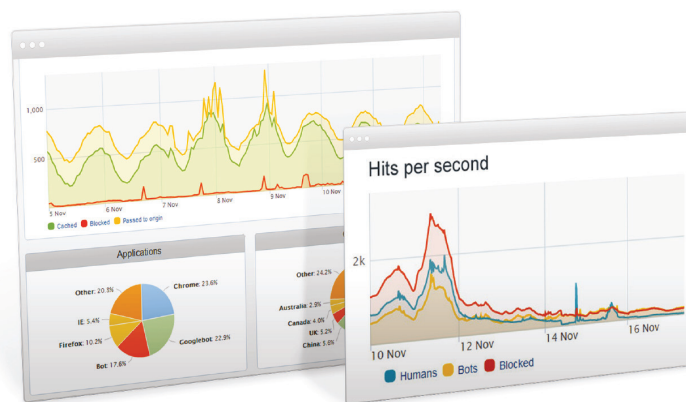 1,000
500
5 Nov
6 Nov
7 Nov
8 Nov
9 Nov
10 Nov
Cached
Blocked
Passed to origin
Applications
Other: 20.3%
Chrome: 23.6%
IE: 5.4%
Firefox: 10.2%
Bot: 17.6%
Googlebot: 22.9%
Other: 24.2%
Australia: 2.9%
Canada: 4.0%
UK: 5.2%
China: 5.6%
Hits per second
2k
10 Nov
12 Nov
14 Nov
16 Nov
Humans
Bots
Blocked